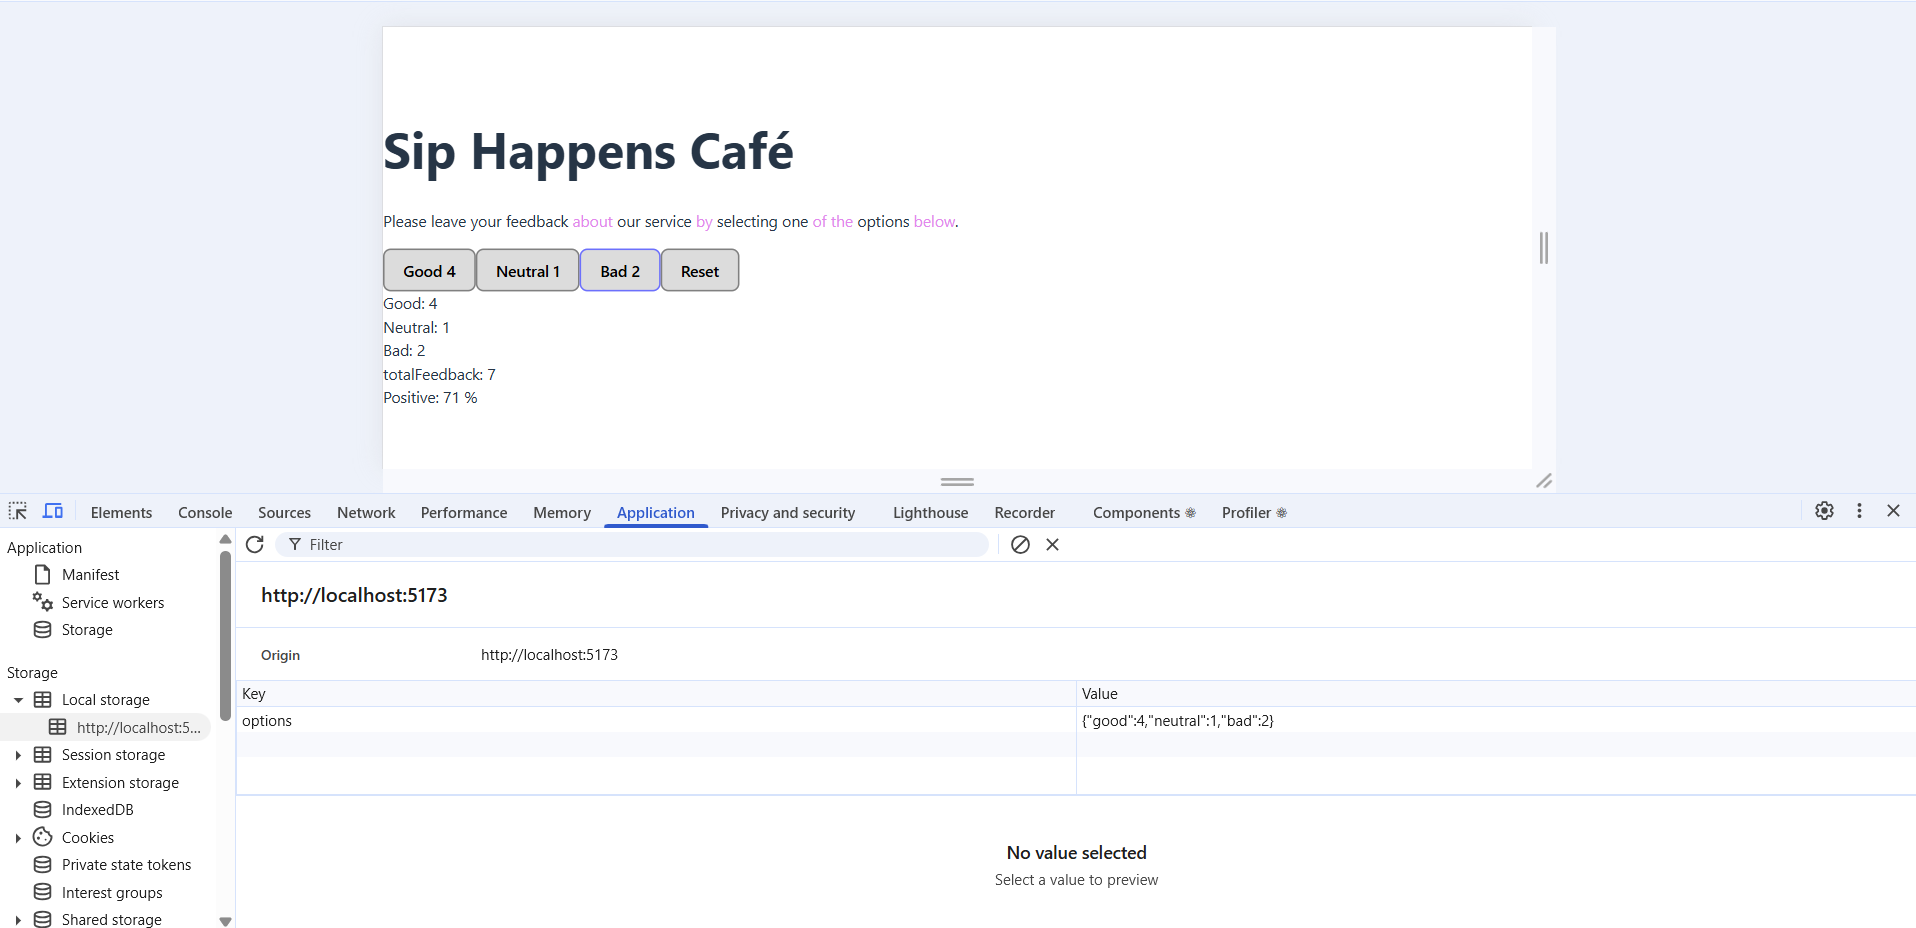 Sip Happens Café
Please leave your feedback about our service by selecting one of the options below.
Good 4 Neutral 1 Bad 2 Reset
Good: 4
Neutral: 1
Bad: 2
totalFeedback: 7
Positive: 71 %
Elements Console Sources Network Performance Memory Application Privacy and security Lighthouse Recorder Components Profiler
Application
Manifest
Service workers
Storage
Storage
Local storage
http://localhost:5...
Session storage
Extension storage
IndexedDB
Cookies
Private state tokens
Interest groups
Shared storage
Filter
http://localhost:5173
Origin http://localhost:5173
Key Value
options {"good":4,"neutral":1,"bad":2}
No value selected
Select a value to preview